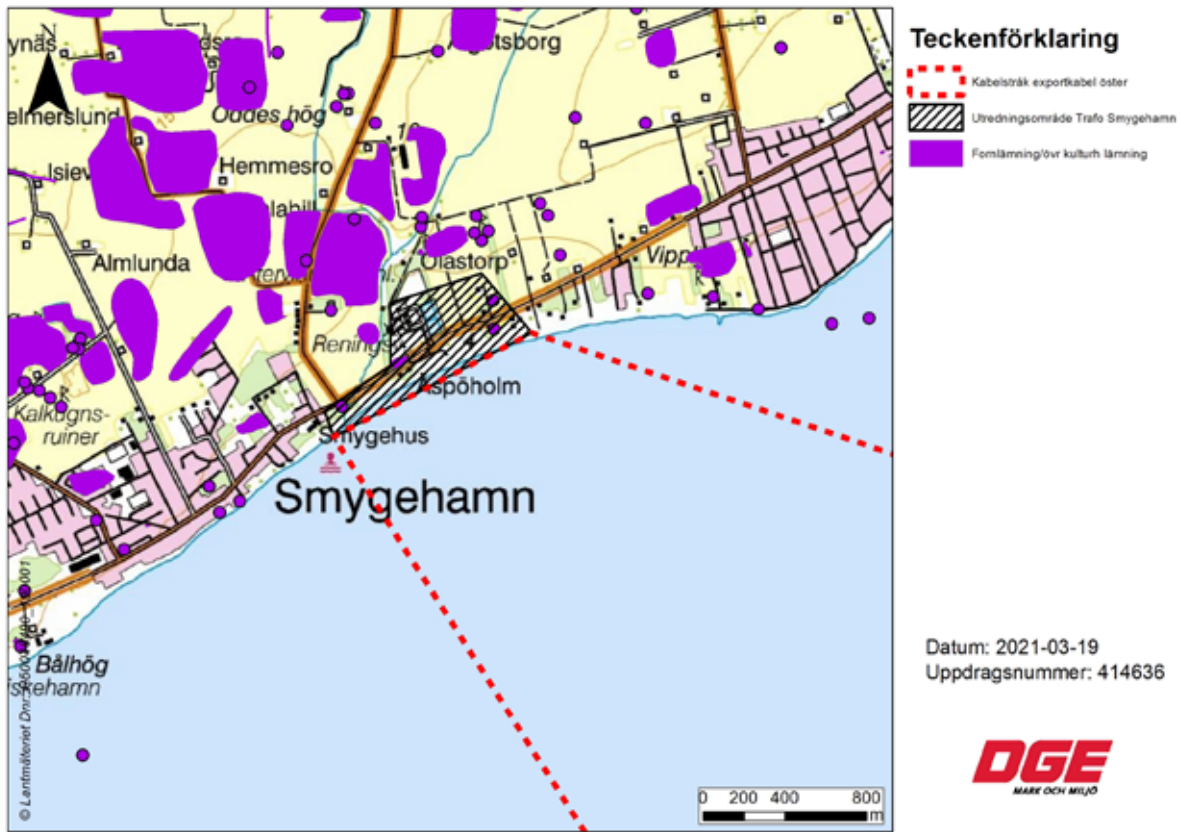 N
Oddes hög
Hemmesro
Almlunda
Olastorp
Kalkugns-
ruiner
Äspöholm
Smygehus
Smygehamn
Bålhög
0 200 400 800
m
Teckenförklaring
Kabelstråk exportkabel öster
Utredningsområde Trafo Smygehamn
Fornlämning/övr kulturh lämning
Datum: 2021-03-19
Uppdragsnummer: 414636
DGE
MARK OCH MILJÖ